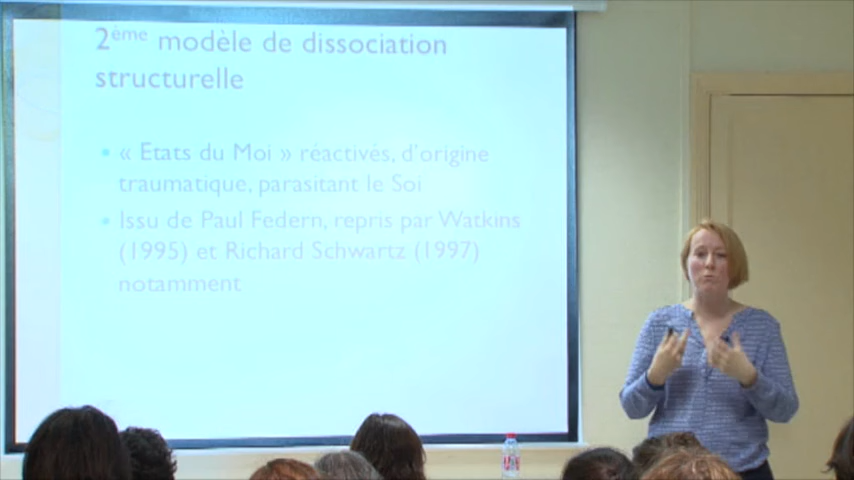 2ème modèle de dissociation
structurelle
• « Etats du Moi » réactivés, d'origine
traumatique, parasitant le Soi
• Issu de Paul Federn, repris par Watkins
(1995) et Richard Schwartz (1997)
notamment